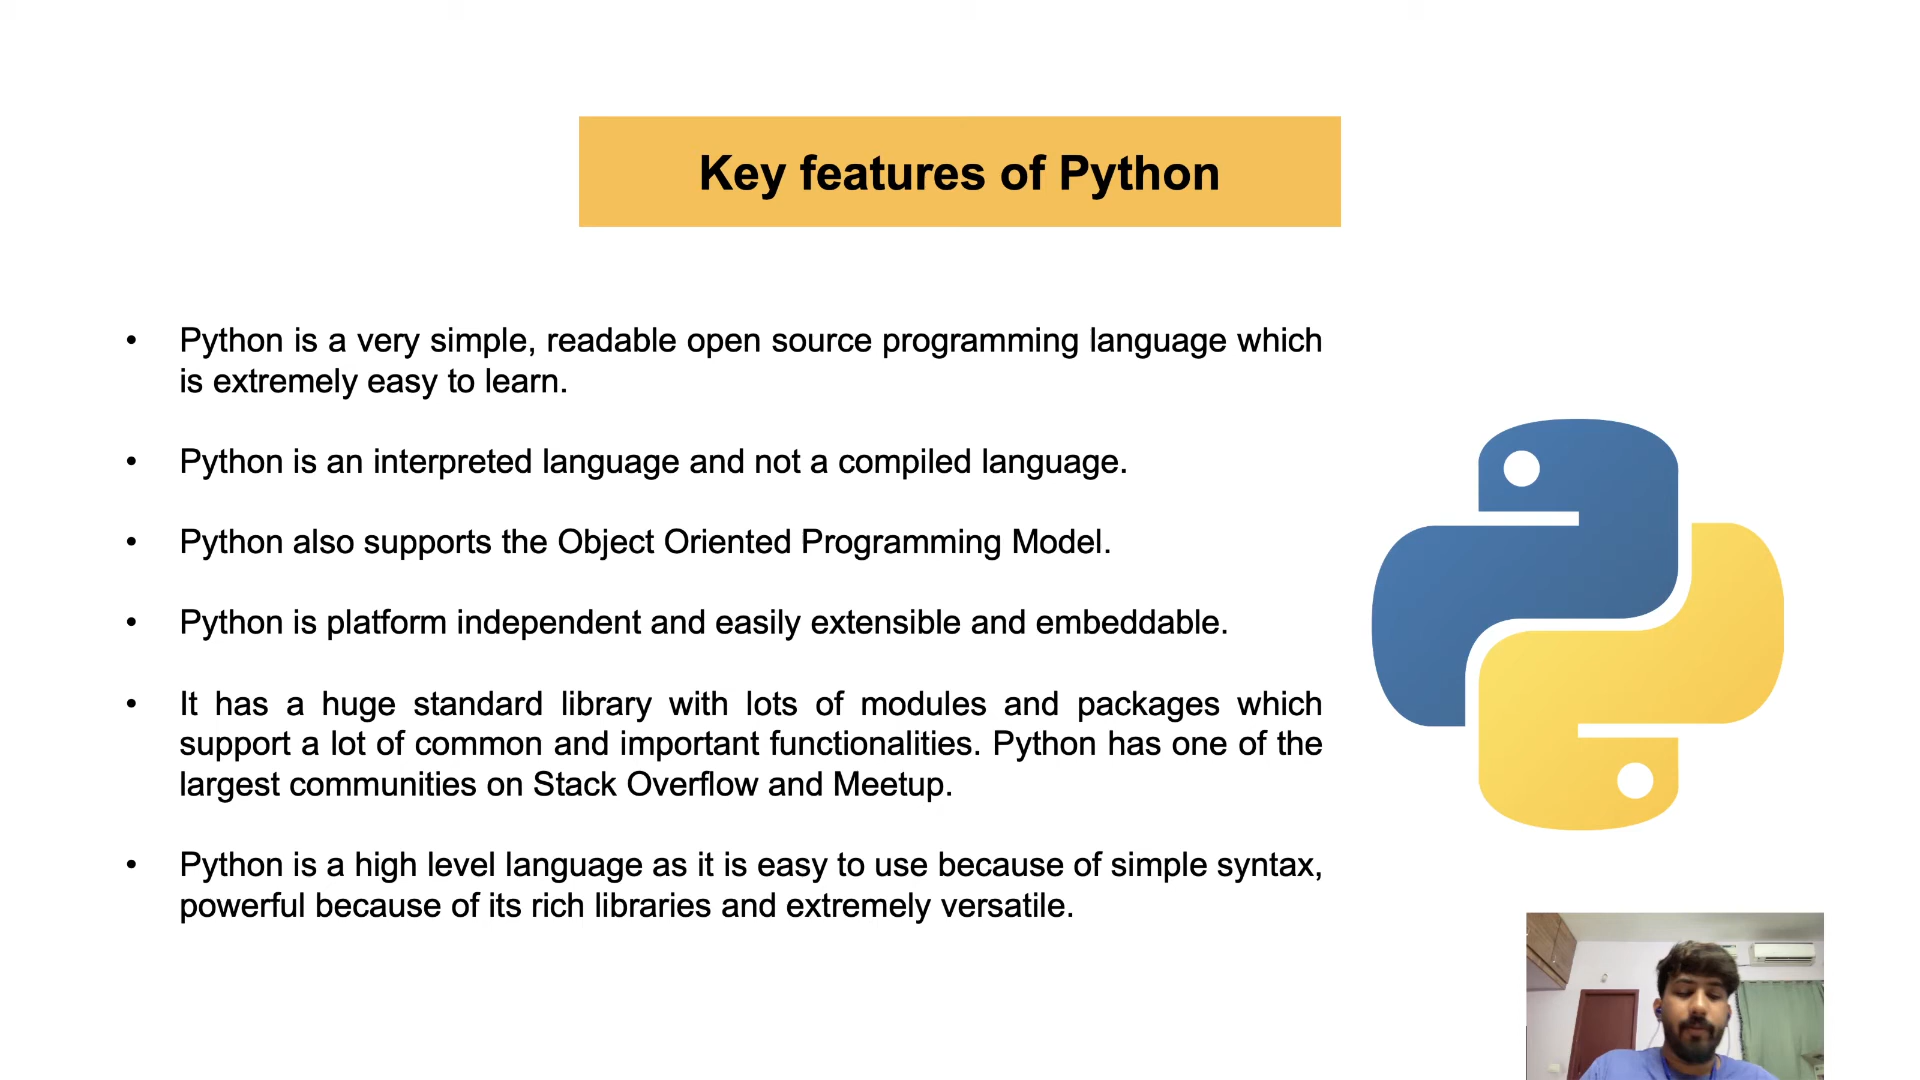 Key features of Python
• Python is a very simple, readable open source programming language which
is extremely easy to learn.
• Python is an interpreted language and not a compiled language.
• Python also supports the Object Oriented Programming Model.
• Python is platform independent and easily extensible and embeddable.
• It has a huge standard library with lots of modules and packages which
support a lot of common and important functionalities. Python has one of the
largest communities on Stack Overflow and Meetup.
• Python is a high level language as it is easy to use because of simple syntax,
powerful because of its rich libraries and extremely versatile.